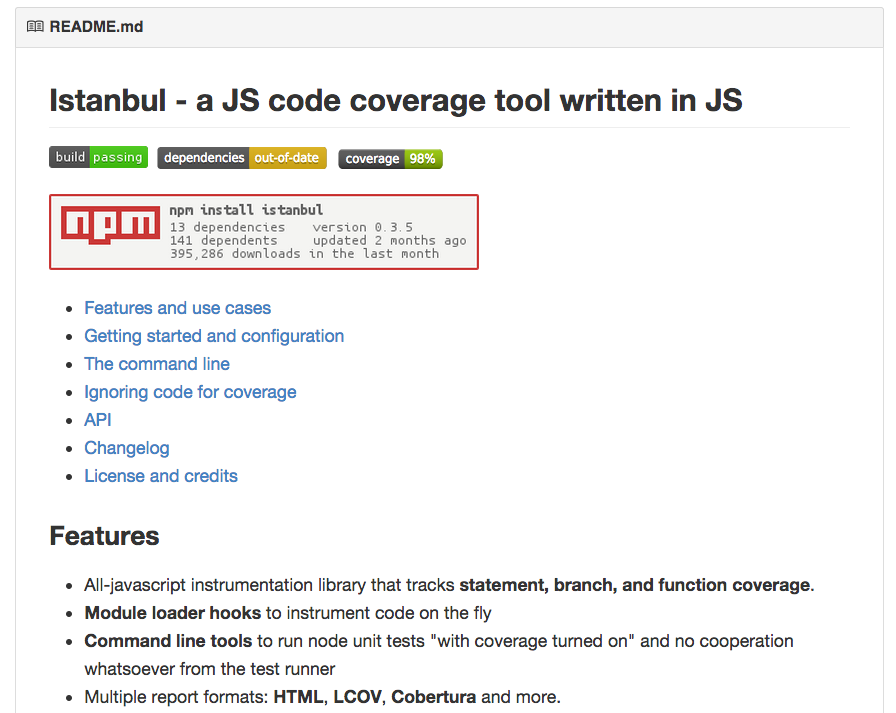 README.md
Istanbul - a JS code coverage tool written in JS
build passing dependencies out-of-date coverage 98%
npm npm install istanbul
13 dependencies version 0.3.5
141 dependents updated 2 months ago
395,286 downloads in the last month
Features and use cases
Getting started and configuration
The command line
Ignoring code for coverage
API
Changelog
License and credits
Features
All-javascript instrumentation library that tracks statement, branch, and function coverage.
Module loader hooks to instrument code on the fly
Command line tools to run node unit tests "with coverage turned on" and no cooperation
whatsoever from the test runner
Multiple report formats: HTML, LCOV, Cobertura and more.